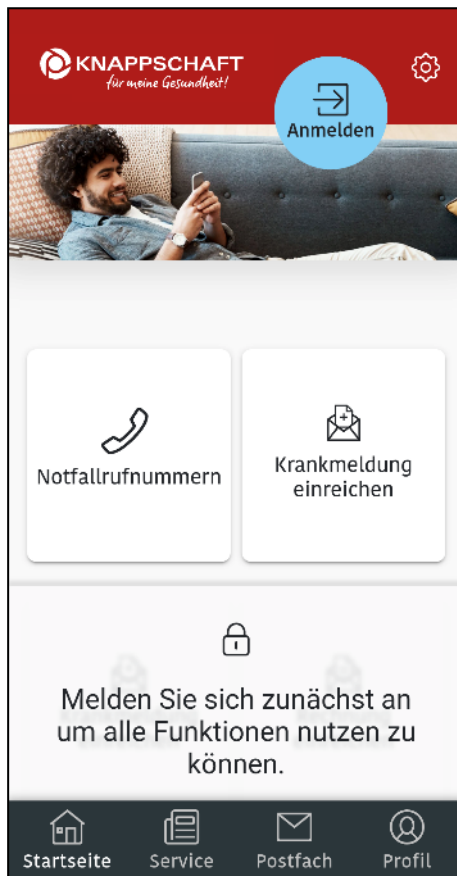 KNAPPSCHAFT
für meine Gesundheit!
Anmelden
Notfallrufnummern
Krankmeldung
einreichen
Melden Sie sich zunächst an
um alle Funktionen nutzen zu
können.
Startseite
Service
Postfach
Profil